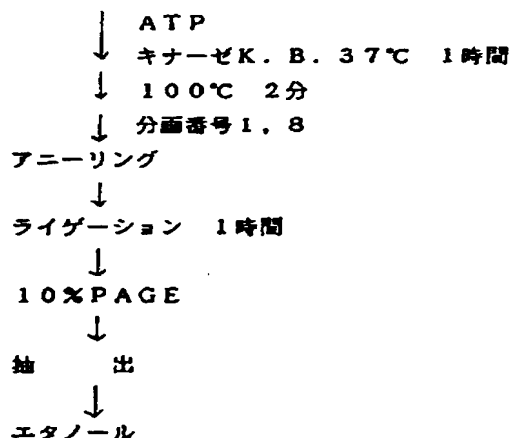 ATP
キナーゼK.B.37℃ 1時間
100℃ 2分
分画番号1,8
アニーリング
ライゲーション 1時間
10%PAGE
抽 出
エタノール